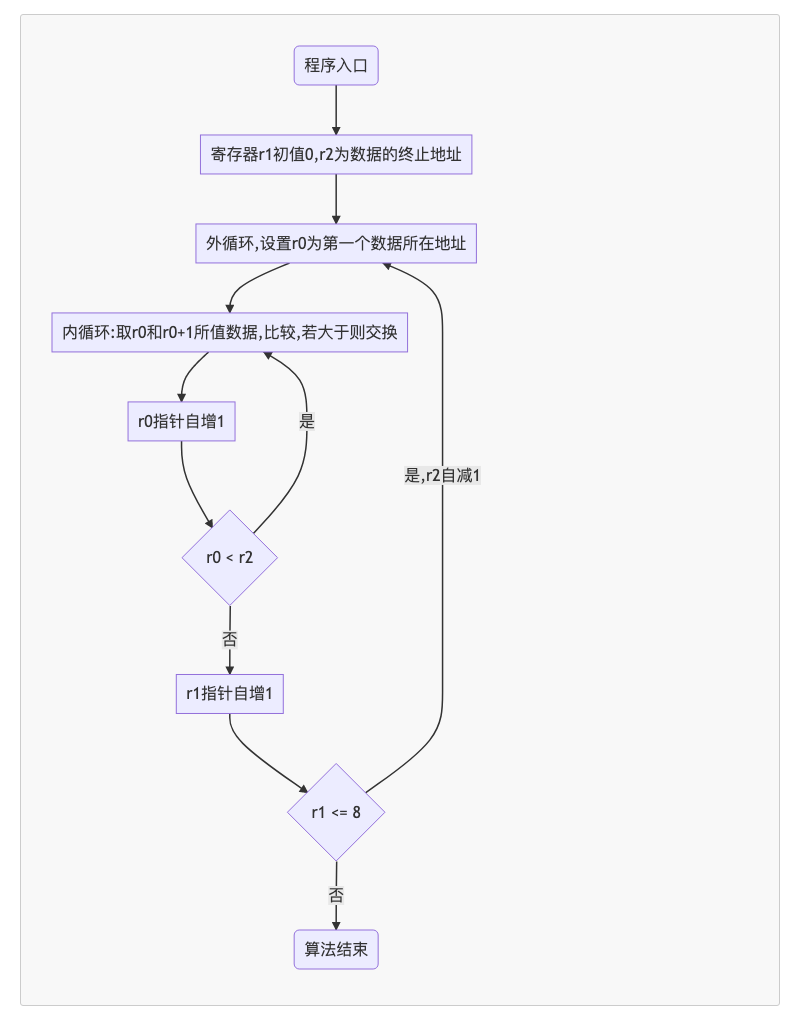 程序入口
寄存器r1初值0,r2为数据的终止地址
外循环,设置r0为第一个数据所在地址
内循环:取r0和r0+1所值数据,比较,若大于则交换
r0指针自增1
是
是,r2自减1
r0 < r2
否
r1指针自增1
r1 <= 8
否
算法结束